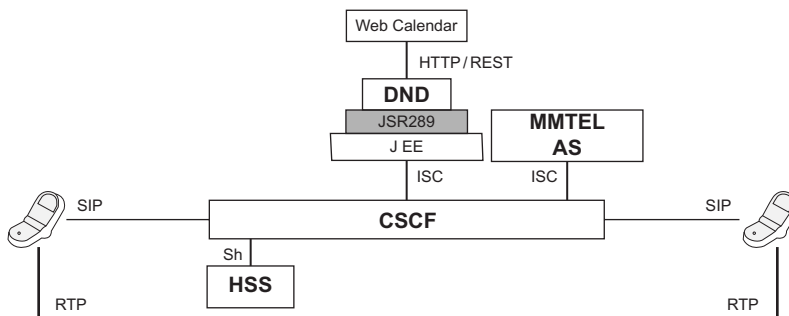 Web Calendar
HTTP/REST
DND
JSR289
J EE
MMTEL
AS
ISC
ISC
SIP
CSCF
SIP
Sh
HSS
RTP
RTP